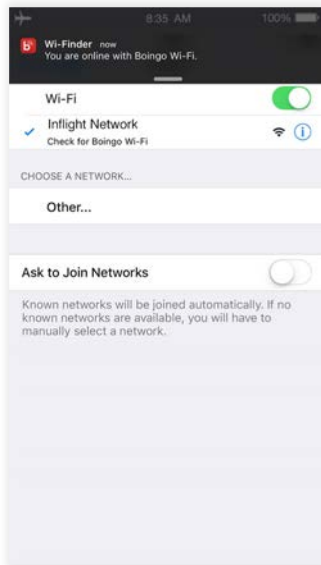 8:35 AM 100%
Wi-Finder now
You are online with Boingo Wi-Fi.
Wi-Fi
Inflight Network
Check for Boingo Wi-Fi
CHOOSE A NETWORK...
Other...
Ask to Join Networks
Known networks will be joined automatically. If no
known networks are available, you will have to
manually select a network.